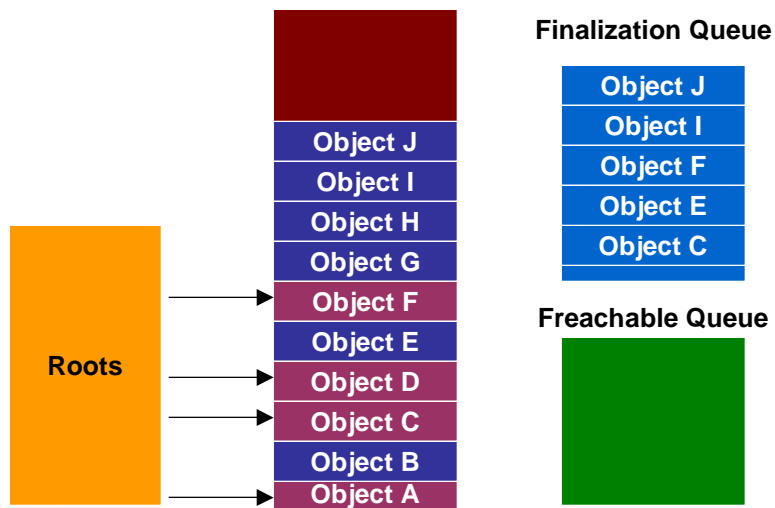 Roots
Object J
Object I
Object H
Object G
Object F
Object E
Object D
Object C
Object B
Object A
Finalization Queue
Object J
Object I
Object F
Object E
Object C
Freachable Queue